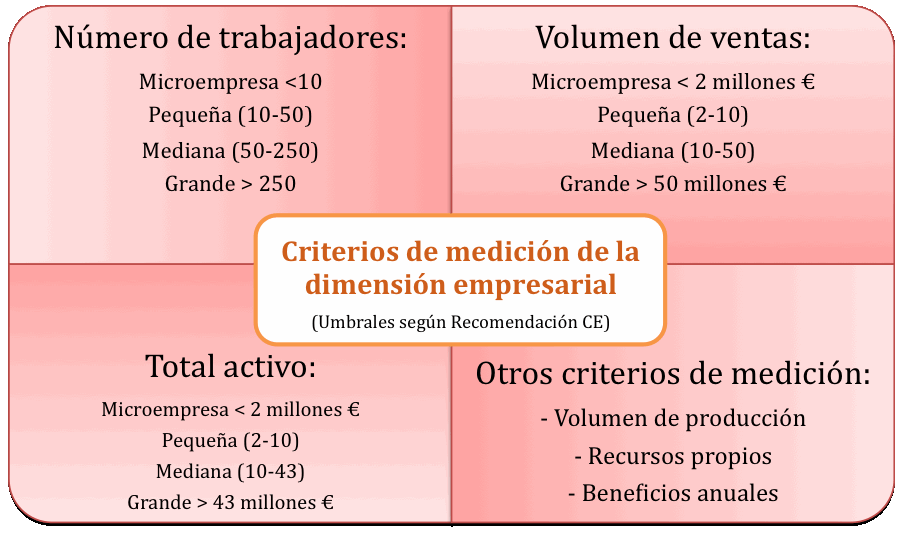 Número de trabajadores:
Microempresa <10
Pequeña (10-50)
Mediana (50-250)
Grande > 250
Volumen de ventas:
Microempresa < 2 millones €
Pequeña (2-10)
Mediana (10-50)
Grande > 50 millones €
Criterios de medición de la
dimensión empresarial
(Umbrales según Recomendación CE)
Total activo:
Microempresa < 2 millones €
Pequeña (2-10)
Mediana (10-43)
Grande > 43 millones €
Otros criterios de medición:
- Volumen de producción
- Recursos propios
- Beneficios anuales